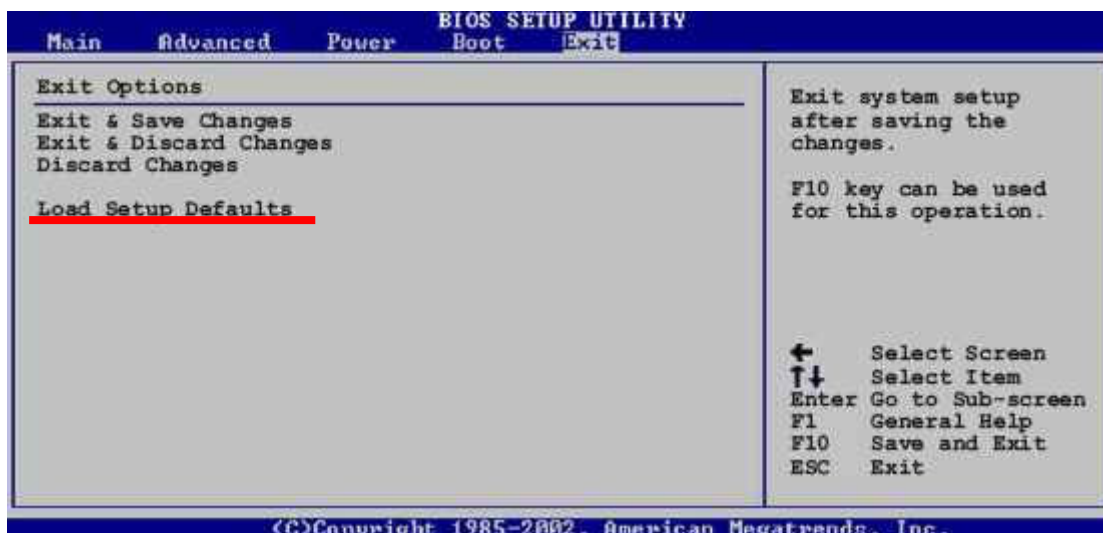 BIOS SETUP UTILITY
Main Advanced Power Boot Exit
Exit Options
Exit & Save Changes
Exit & Discard Changes
Discard Changes
Load Setup Defaults
Exit system setup
after saving the
changes.
F10 key can be used
for this operation.
← Select Screen
↑↓ Select Item
Enter Go to Sub-screen
F1 General Help
F10 Save and Exit
ESC Exit
(C)Copyright 1985-2002, American Megatrends, Inc.